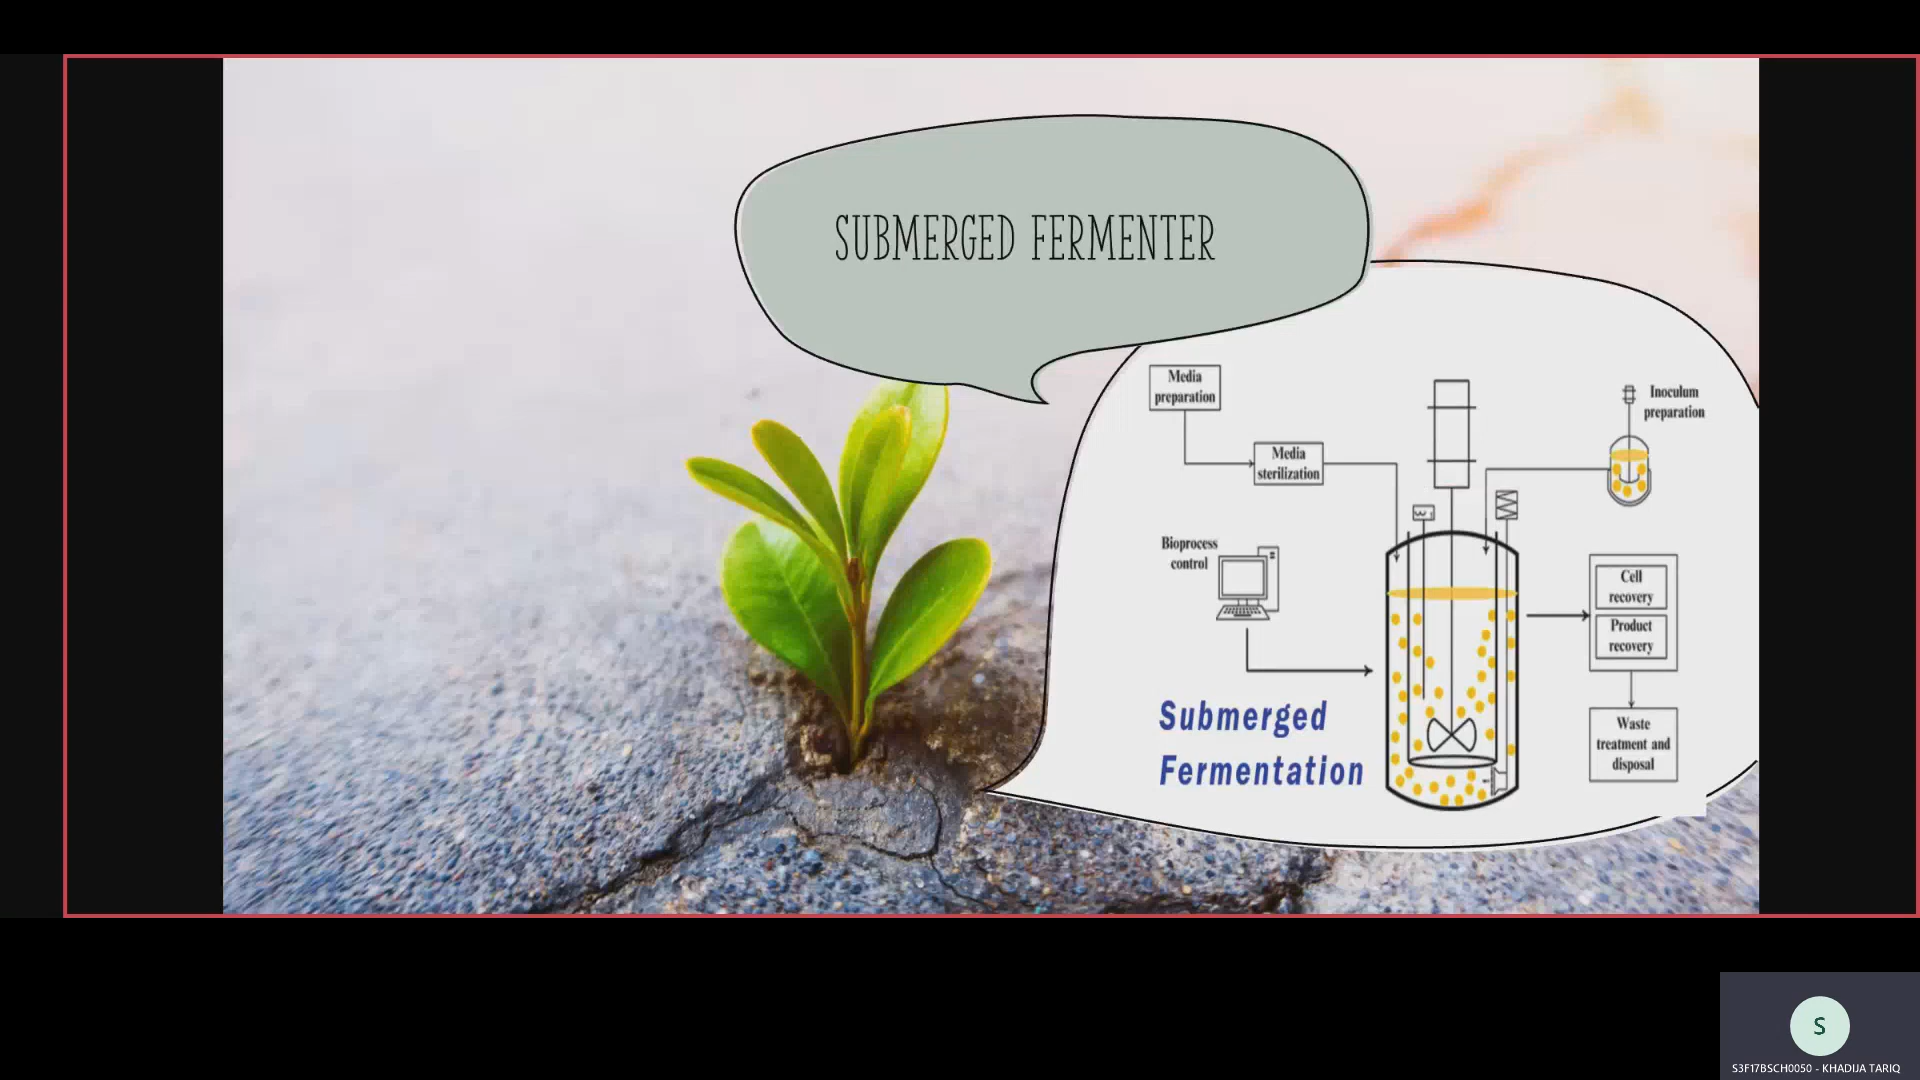 SUBMERGED FERMENTER
Media
preparation
Media
sterilization
Inoculum
preparation
Bioprocess
control
Cell
recovery
Product
recovery
Submerged
Fermentation
Waste
treatment and
disposal
S
S3F17BSCH0050 - KHADIJA TARIQ